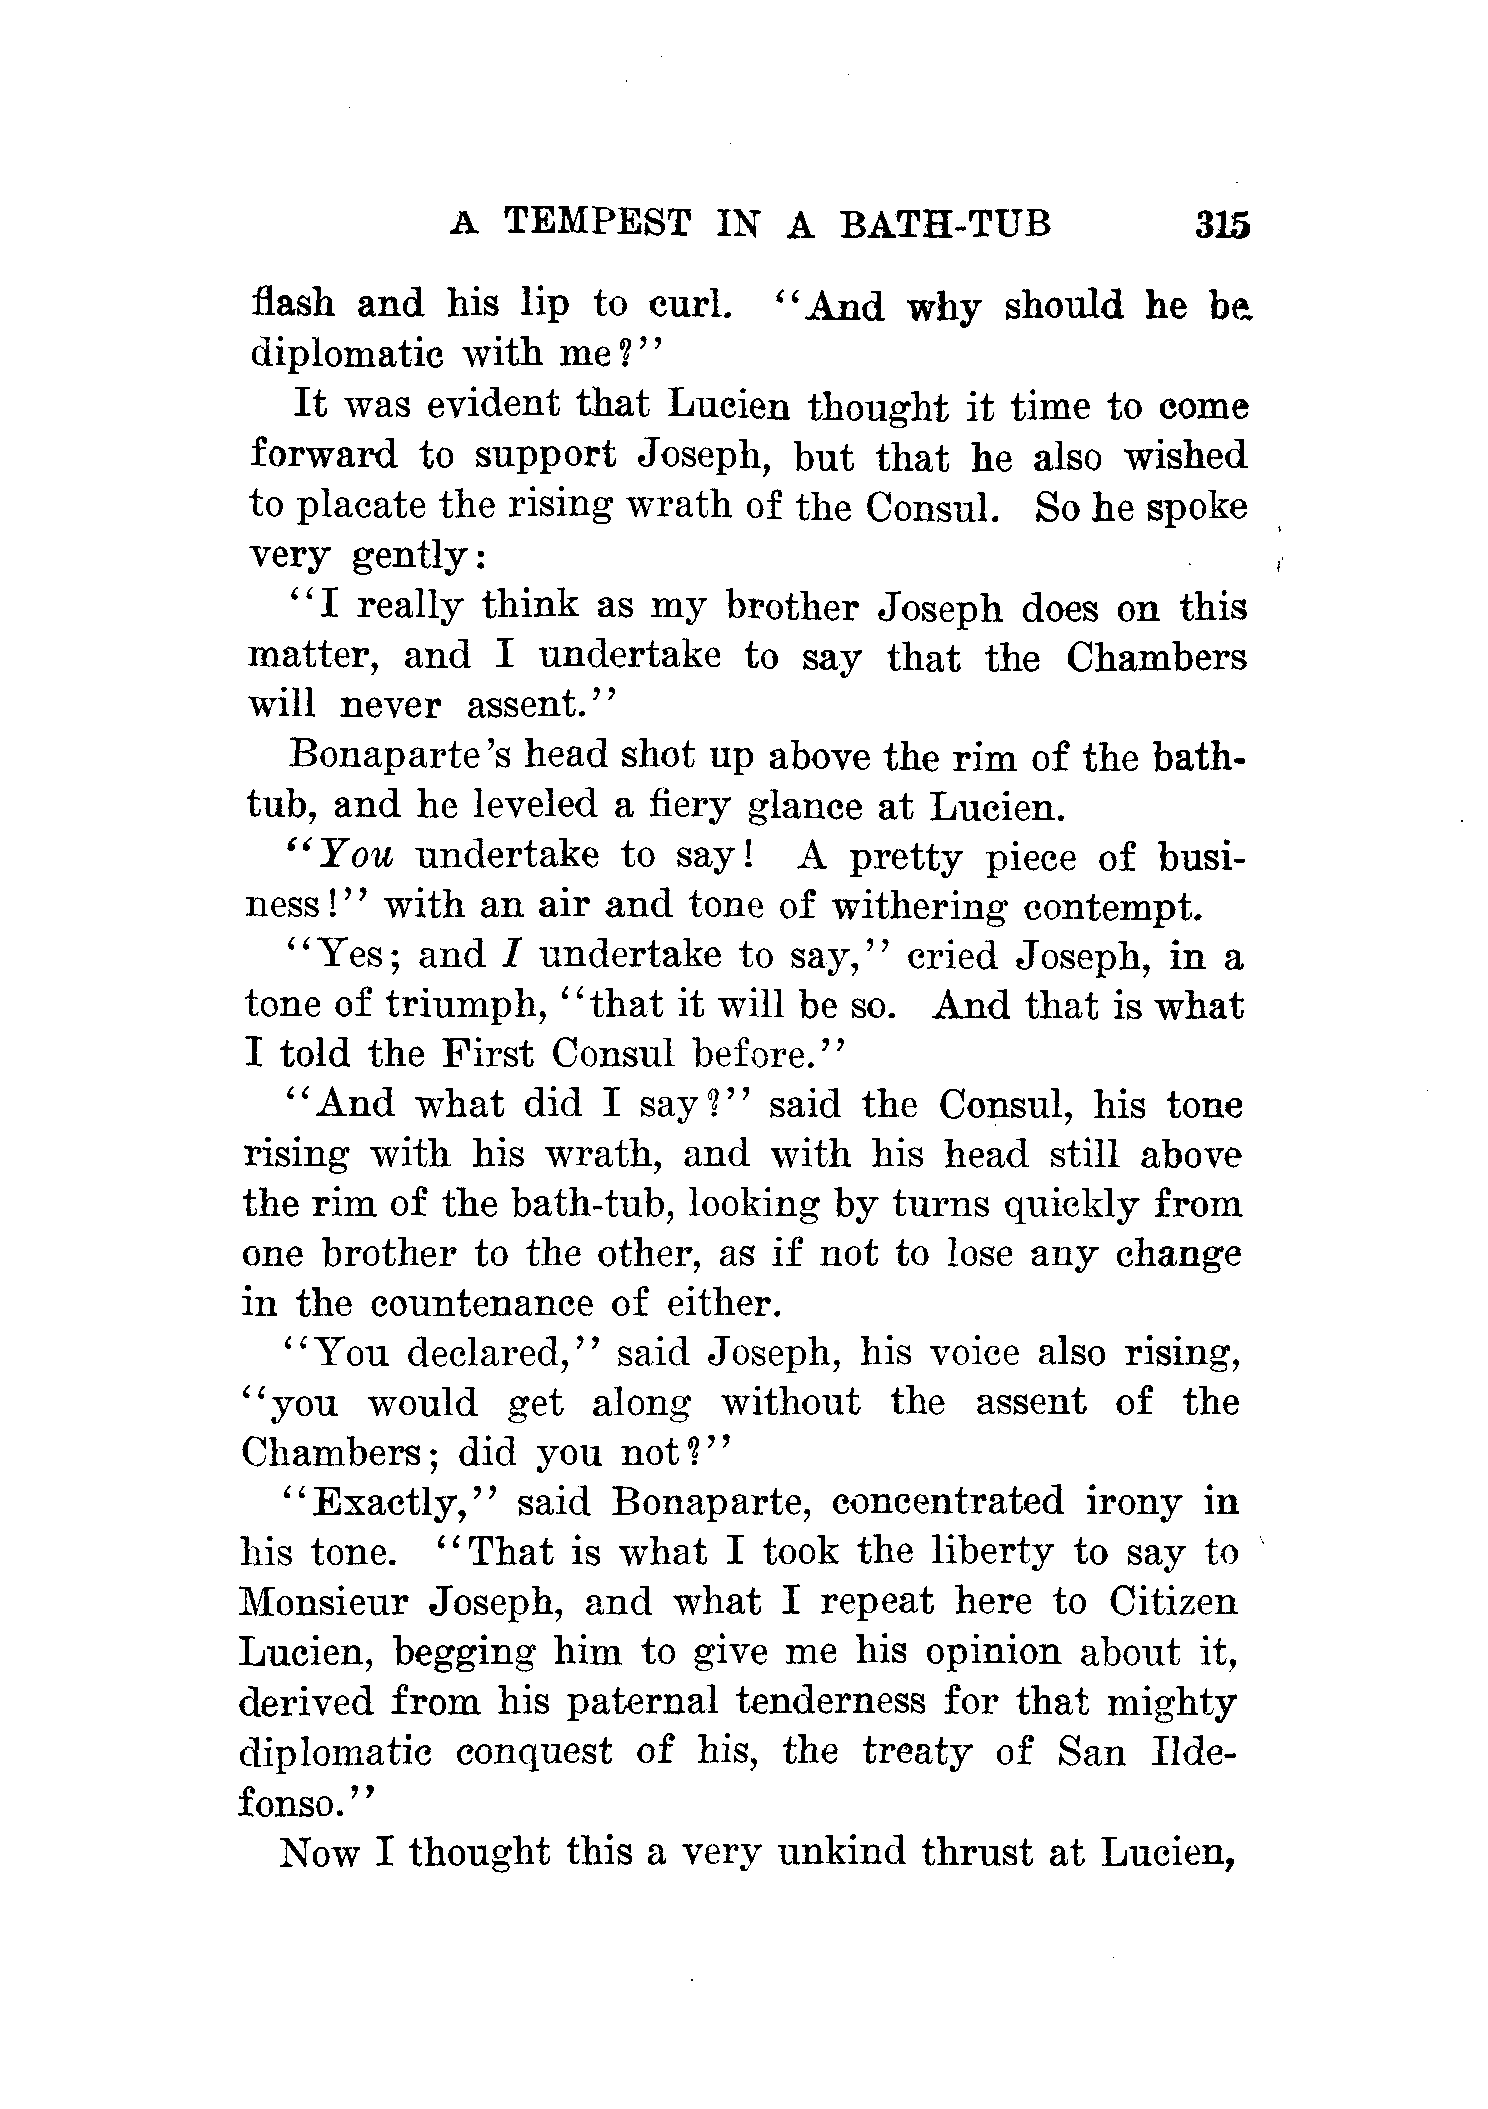 A TEMPEST IN A BATH-TUB 315
flash and his lip to curl. "And why should he be
diplomatic with me?"
It was evident that Lucien thought it time to come
forward to support Joseph, but that he also wished
to placate the rising wrath of the Consul. So he spoke
very gently:
"I really think as my brother Joseph does on this
matter, and I undertake to say that the Chambers
will never assent."
Bonaparte's head shot up above the rim of the bath-
tub, and he leveled a fiery glance at Lucien.
"You undertake to say! A pretty piece of busi-
ness!" with an air and tone of withering contempt.
"Yes; and I undertake to say," cried Joseph, in a
tone of triumph, "that it will be so. And that is what
I told the First Consul before."
"And what did I say?" said the Consul, his tone
rising with his wrath, and with his head still above
the rim of the bath-tub, looking by turns quickly from
one brother to the other, as if not to lose any change
in the countenance of either.
"You declared," said Joseph, his voice also rising,
"you would get along without the assent of the
Chambers; did you not?"
"Exactly," said Bonaparte, concentrated irony in
his tone. "That is what I took the liberty to say to
Monsieur Joseph, and what I repeat here to Citizen
Lucien, begging him to give me his opinion about it,
derived from his paternal tenderness for that mighty
diplomatic conquest of his, the treaty of San Ilde-
fonso."
Now I thought this a very unkind thrust at Lucien,